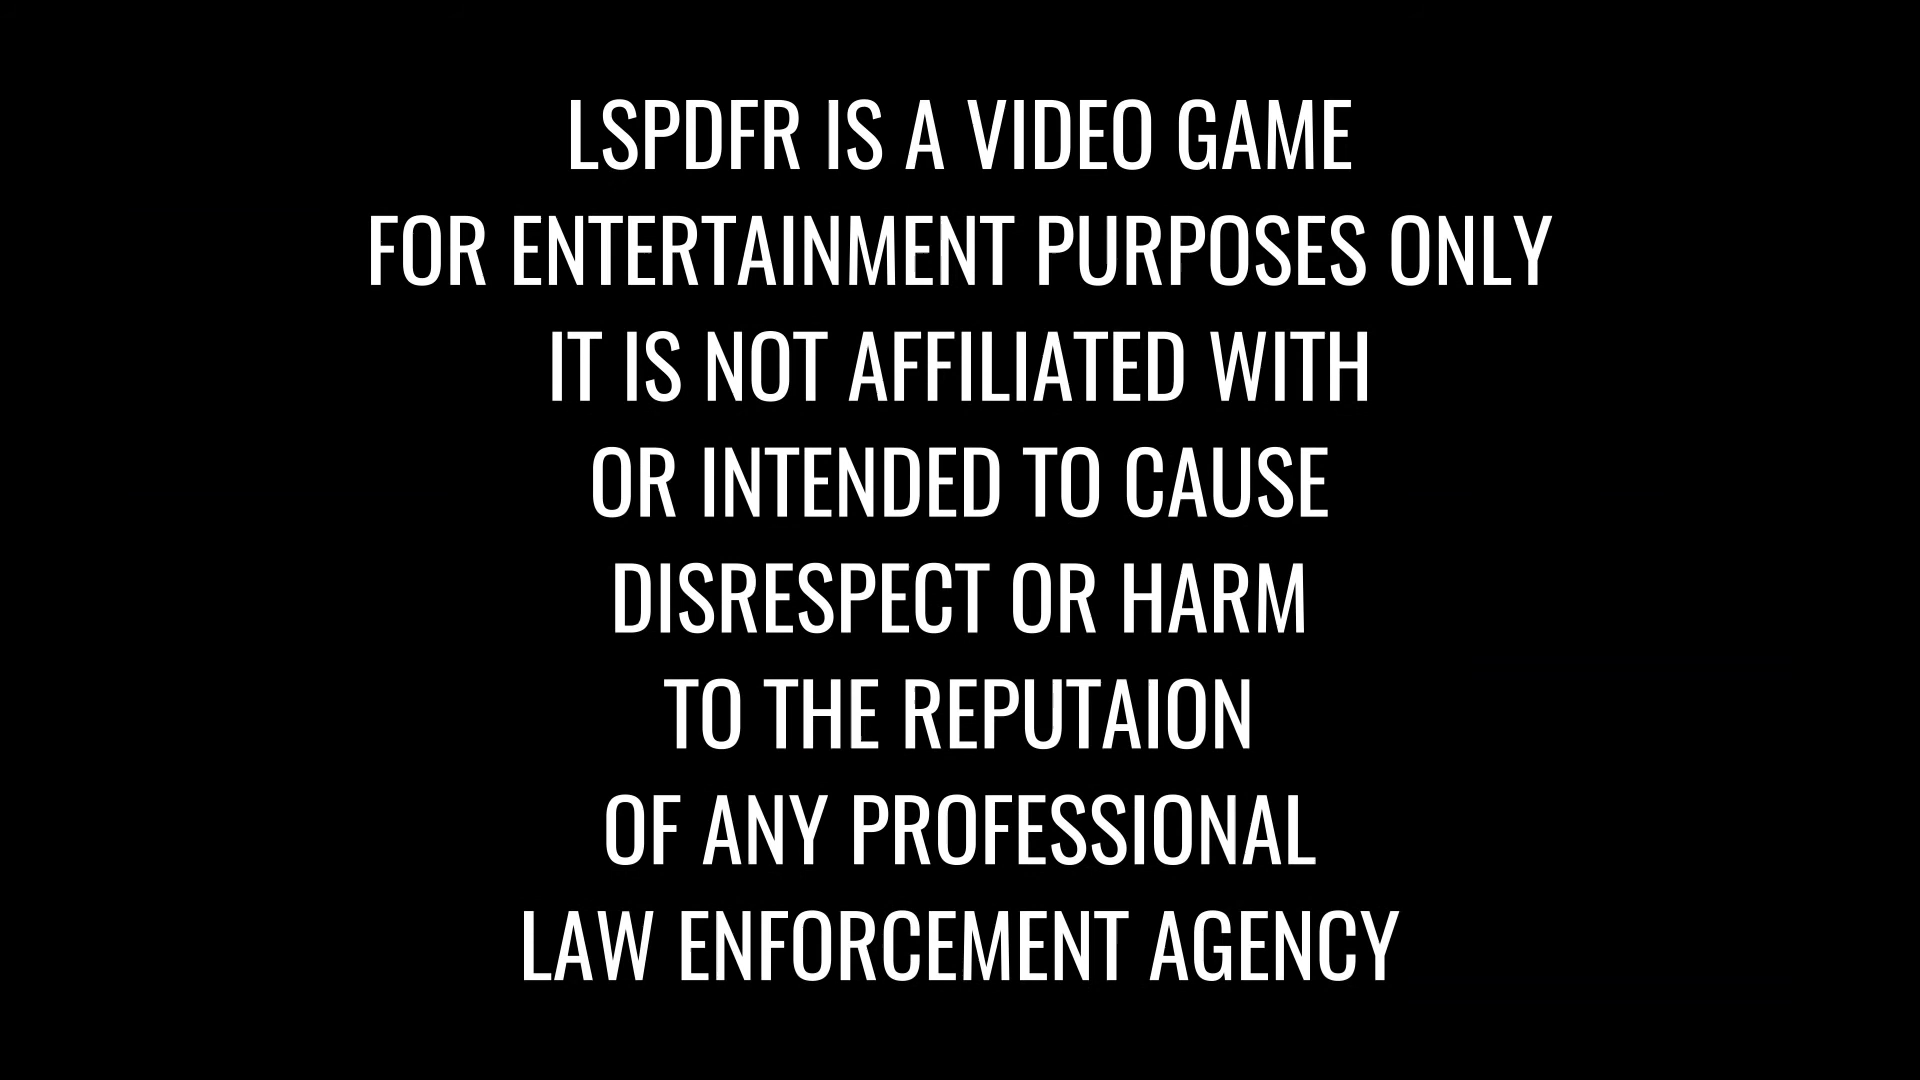 LSPDFR IS A VIDEO GAME
FOR ENTERTAINMENT PURPOSES ONLY
IT IS NOT AFFILIATED WITH
OR INTENDED TO CAUSE
DISRESPECT OR HARM
TO THE REPUTAION
OF ANY PROFESSIONAL
LAW ENFORCEMENT AGENCY